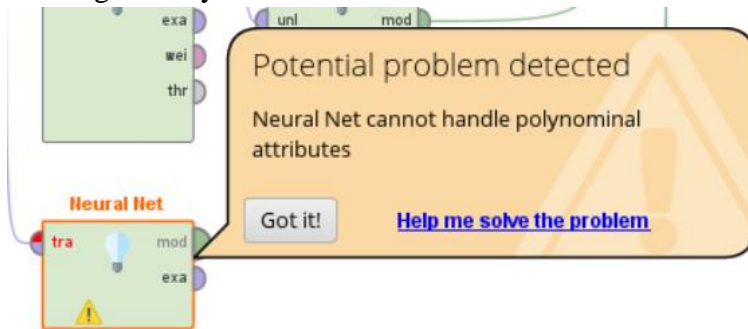 exa
wei
thr
unl
mod
Potential problem detected
Neural Net cannot handle polynominal
attributes
Got it!
Help me solve the problem
Neural Net
tra
mod
exa